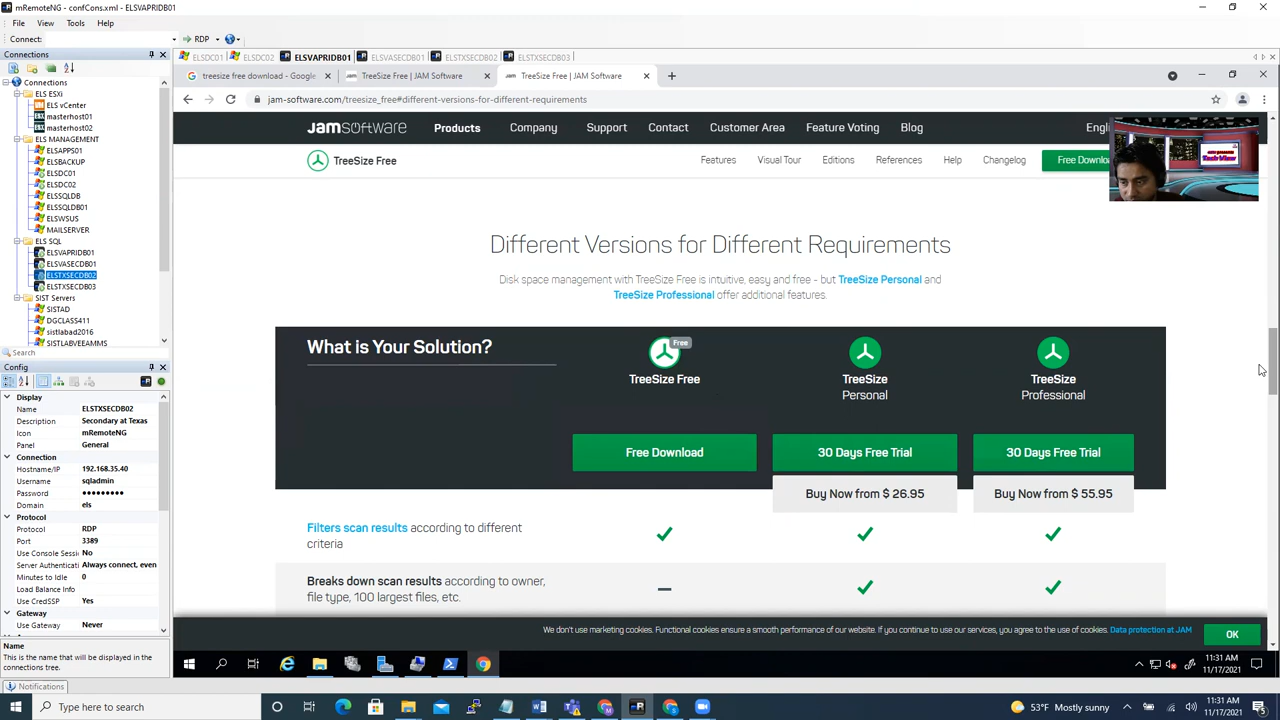 mRemoteNG - confCons.xml - ELSVAPRIDB01
File View Tools Help
Connect: RDP
Connections
ELSDC01 ELSDC02 ELSVAPRIDB01 ELSVASECDB01 ELSTXSECDB02 ELSTXSECDB03
treesize free download - Google TreeSize Free | JAM Software TreeSize Free | JAM Software
jam-software.com/treesize_free#different-versions-for-different-requirements
Connections
ELS ESXi
ELS vCenter
masterhost01
masterhost02
ELS MANAGEMENT
ELSAPPS01
ELSBACKUP
ELSDC01
ELSDC02
ELSSQLDB
ELSSQLDB01
ELSWSUS
MAILSERVER
ELS SQL
ELSVAPRIDB01
ELSVASECDB01
ELSTXSECDB02
ELSTXSECDB03
SIST Servers
SISTAD
DGCLASS411
sistlabad2016
SISTLABVEEAMMS
Search
Config
Display
Name ELSTXSECDB02
Description Secondary at Texas
Icon mRemoteNG
Panel General
Connection
Hostname/IP 192.168.35.40
Username sqladmin
Password •••••••••
Domain els
Protocol
Protocol RDP
Port 3389
Use Console Sessi No
Server Authenticati Always connect, even
Minutes to Idle 0
Load Balance Info
Use CredSSP Yes
Gateway
Use Gateway Never
Name
This is the name that will be displayed in the connections tree.
Notifications
JAMSOFTWARE Products Company Support Contact Customer Area Feature Voting Blog Engl
TreeSize Free Features Visual Tour Editions References Help Changelog Free Downlo
Tech View
Different Versions for Different Requirements
Disk space management with TreeSize Free is intuitive, easy and free - but TreeSize Personal and
TreeSize Professional offer additional features.
What is Your Solution?
Free
TreeSize Free
TreeSize
Personal
TreeSize
Professional
Free Download 30 Days Free Trial 30 Days Free Trial
Buy Now from $ 26.95 Buy Now from $ 55.95
Filters scan results according to different
criteria
Breaks down scan results according to owner,
file type, 100 largest files, etc.
We don't use marketing cookies. Functional cookies ensure a smooth performance of our website. If you continue to use our services, you agree to the use of cookies. Data protection at JAM OK
11:31 AM
11/17/2021
Type here to search
53°F Mostly sunny
11:31 AM
11/17/2021
5